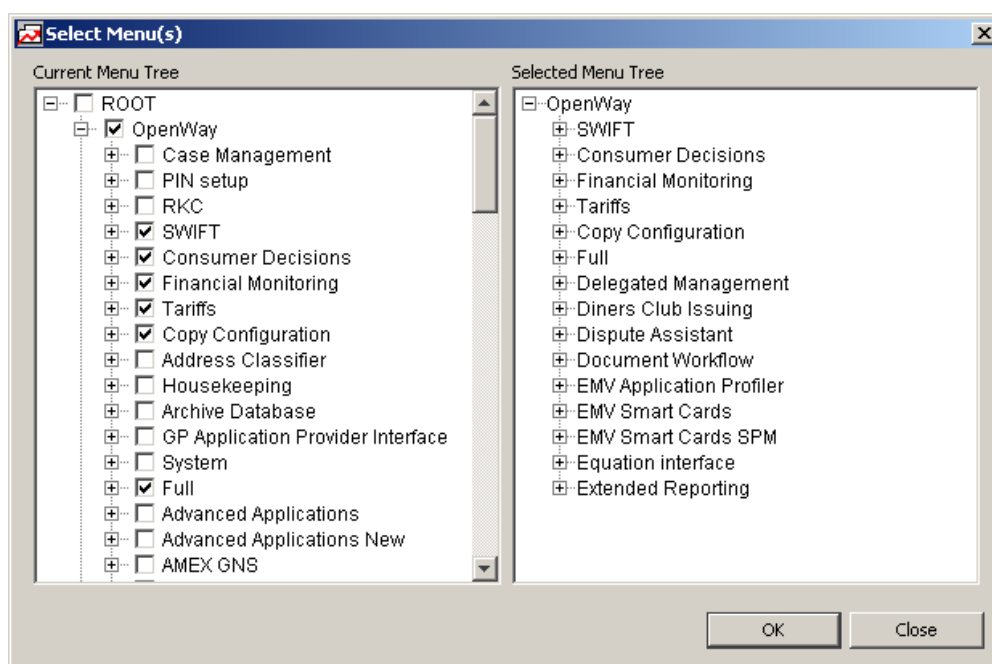 Select Menu(s)
Current Menu Tree
ROOT
OpenWay
Case Management
PIN setup
RKC
SWIFT
Consumer Decisions
Financial Monitoring
Tariffs
Copy Configuration
Address Classifier
Housekeeping
Archive Database
GP Application Provider Interface
System
Full
Advanced Applications
Advanced Applications New
AMEX GNS
Selected Menu Tree
OpenWay
SWIFT
Consumer Decisions
Financial Monitoring
Tariffs
Copy Configuration
Full
Delegated Management
Diners Club Issuing
Dispute Assistant
Document Workflow
EMV Application Profiler
EMV Smart Cards
EMV Smart Cards SPM
Equation interface
Extended Reporting
OK
Close